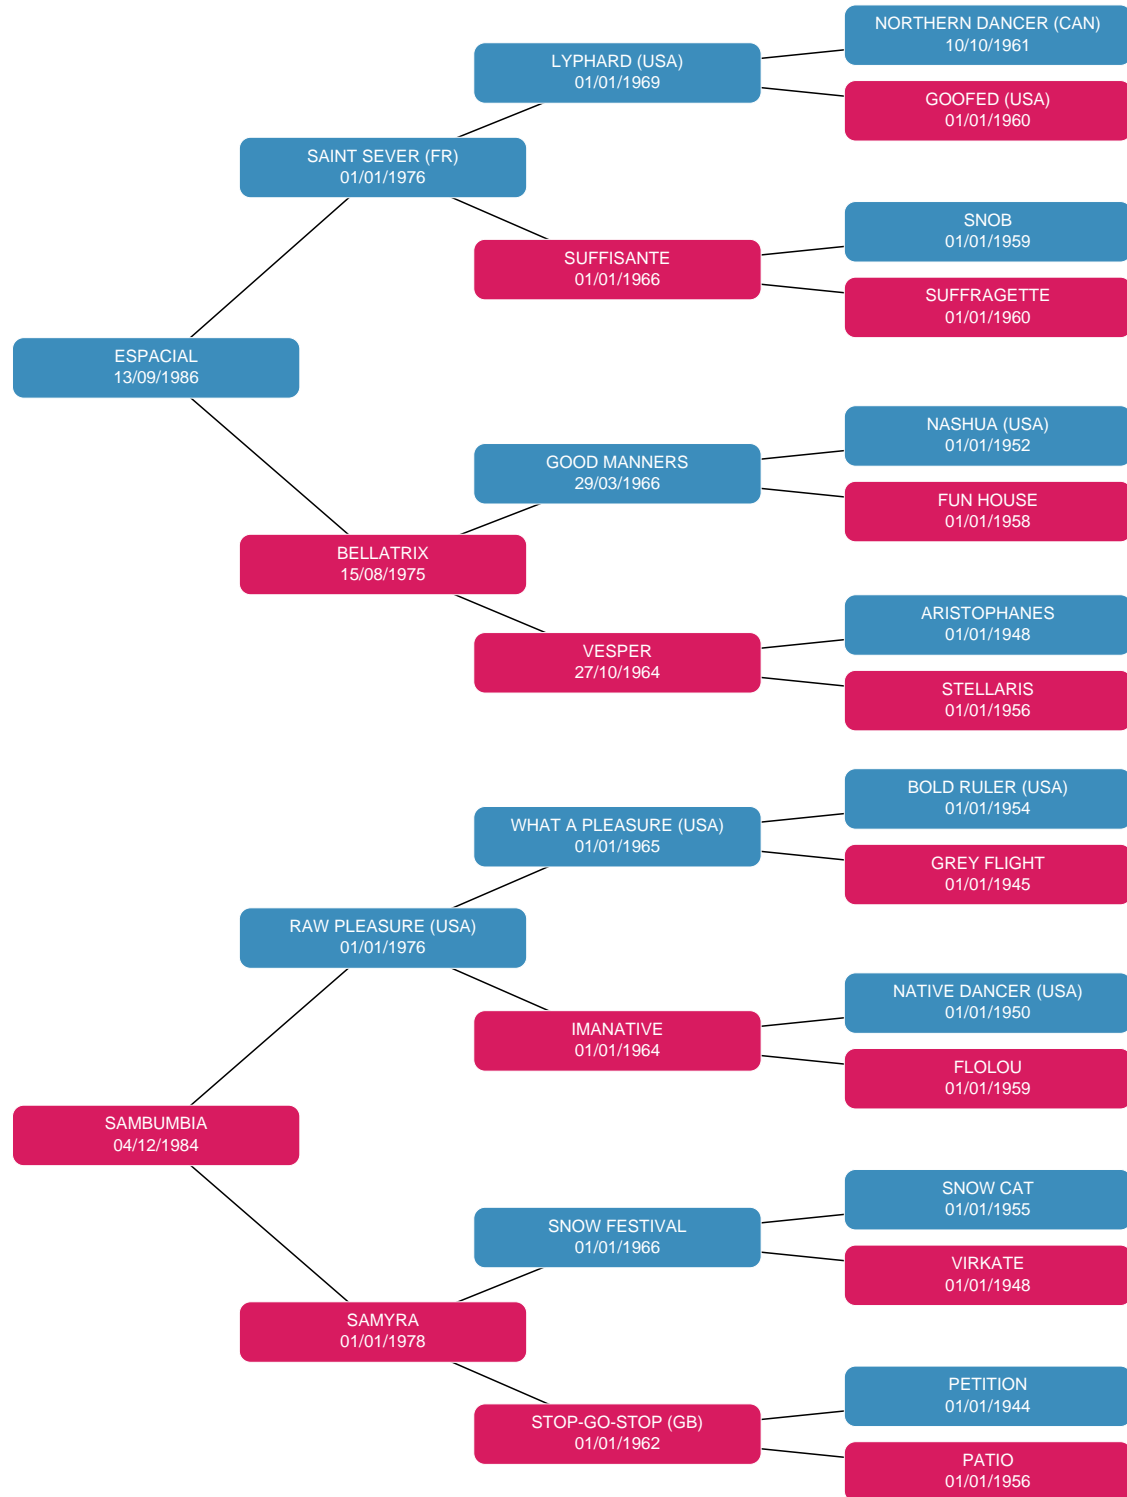 NORTHERN DANCER (CAN)
10/10/1961
LYPHARD (USA)
01/01/1969
GOOFED (USA)
01/01/1960
SAINT SEVER (FR)
01/01/1976
SNOB
01/01/1959
SUFFISANTE
01/01/1966
SUFFRAGETTE
01/01/1960
ESPACIAL
13/09/1986
NASHUA (USA)
01/01/1952
GOOD MANNERS
29/03/1966
FUN HOUSE
01/01/1958
BELLATRIX
15/08/1975
ARISTOPHANES
01/01/1948
VESPER
27/10/1964
STELLARIS
01/01/1956
BOLD RULER (USA)
01/01/1954
WHAT A PLEASURE (USA)
01/01/1965
GREY FLIGHT
01/01/1945
RAW PLEASURE (USA)
01/01/1976
NATIVE DANCER (USA)
01/01/1950
IMANATIVE
01/01/1964
FLOLOU
01/01/1959
SAMBUMBIA
04/12/1984
SNOW CAT
01/01/1955
SNOW FESTIVAL
01/01/1966
VIRKATE
01/01/1948
SAMYRA
01/01/1978
PETITION
01/01/1944
STOP-GO-STOP (GB)
01/01/1962
PATIO
01/01/1956